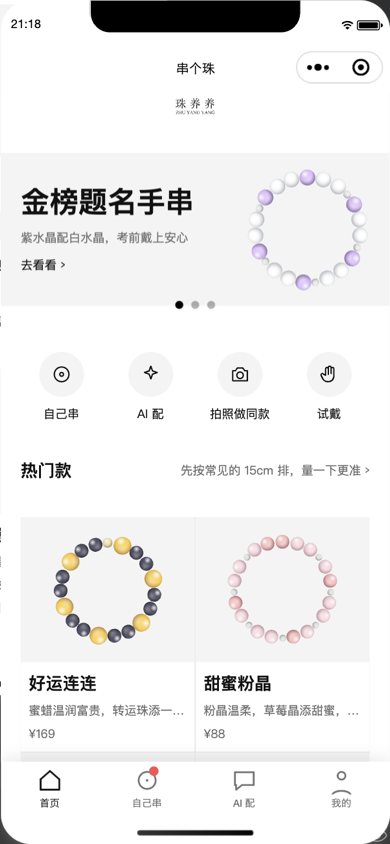 21:18
串个珠
珠养养
ZHU YANG YANG
金榜题名手串
紫水晶配白水晶，考前戴上安心
去看看 >
自己串
AI 配
拍照做同款
试戴
热门款
先按常见的 15cm 排，量一下更准 >
好运连连
蜜蜡温润富贵，转运珠添一...
¥169
甜蜜粉晶
粉晶温柔，草莓晶添甜蜜，...
¥88
首页
自己串
AI 配
我的